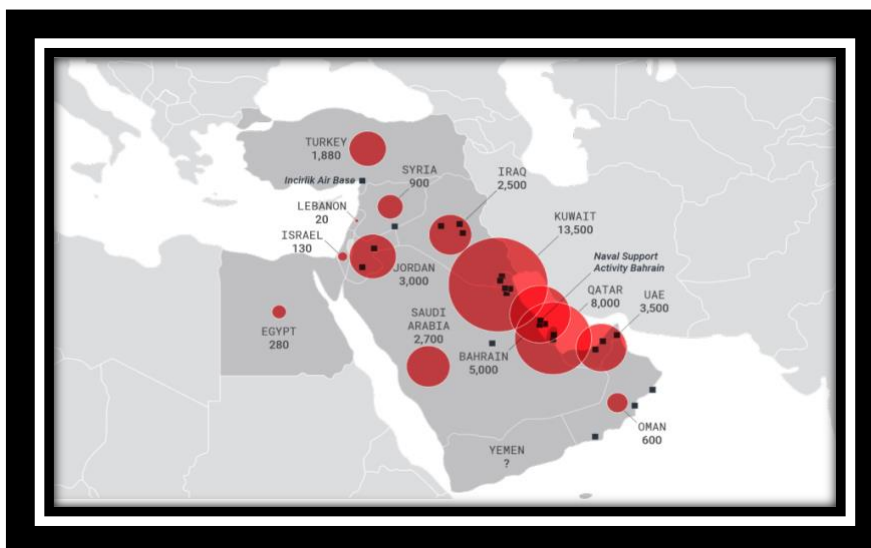 TURKEY
1,880
Incirlik Air Base
SYRIA
900
IRAQ
2,500
LEBANON
20
ISRAEL
130
KUWAIT
13,500
Naval Support
Activity Bahrain
JORDAN
3,000
QATAR
8,000
UAE
3,500
EGYPT
280
SAUDI
ARABIA
2,700
BAHRAIN
5,000
OMAN
600
YEMEN
?